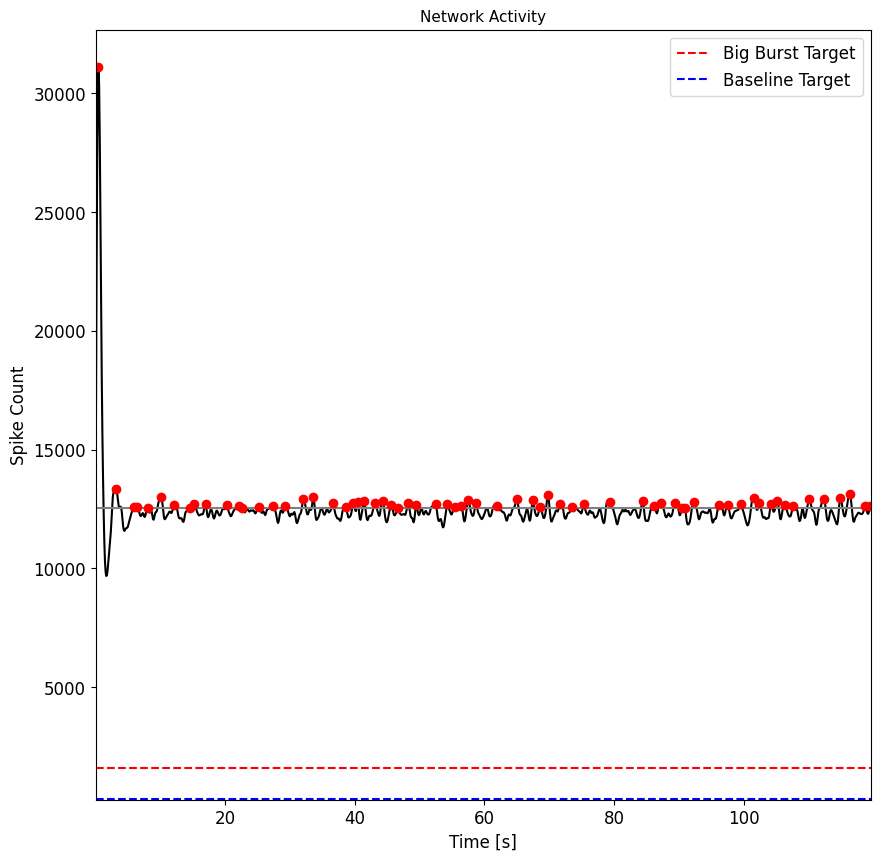 Network Activity
Big Burst Target
Baseline Target
30000
25000
20000
15000
10000
5000
Spike Count
20
40
60
80
100
Time [s]